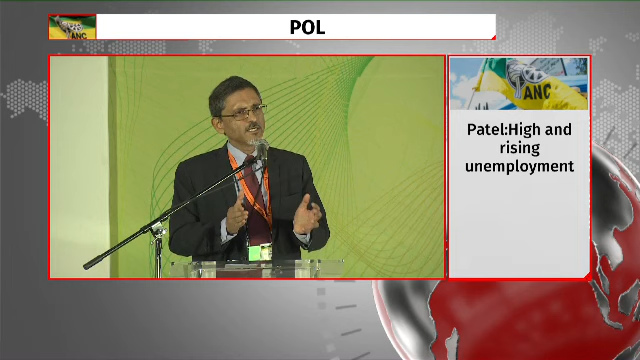 ANC
POL
ANC
Patel:High and
rising
unemployment